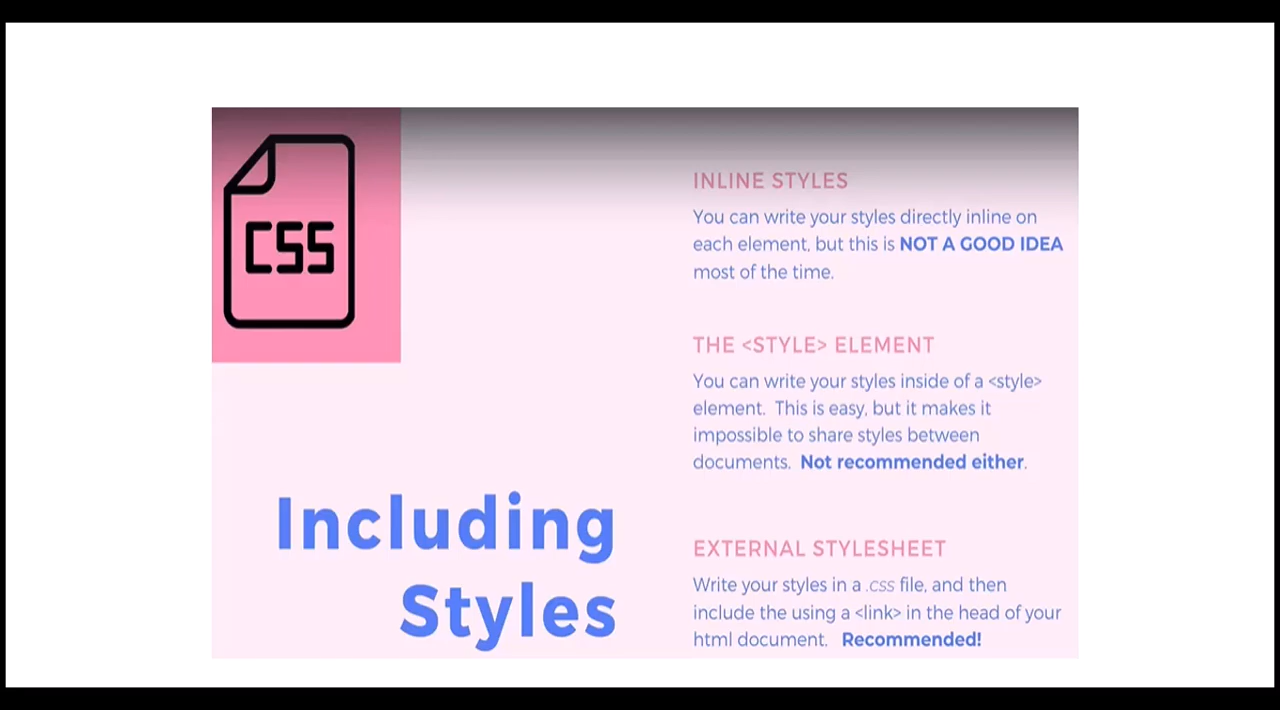 CSS
Including
Styles
INLINE STYLES
You can write your styles directly inline on
each element, but this is NOT A GOOD IDEA
most of the time.
THE <STYLE> ELEMENT
You can write your styles inside of a <style>
element. This is easy, but it makes it
impossible to share styles between
documents. Not recommended either.
EXTERNAL STYLESHEET
Write your styles in a .css file, and then
include the using a <link> in the head of your
html document. Recommended!